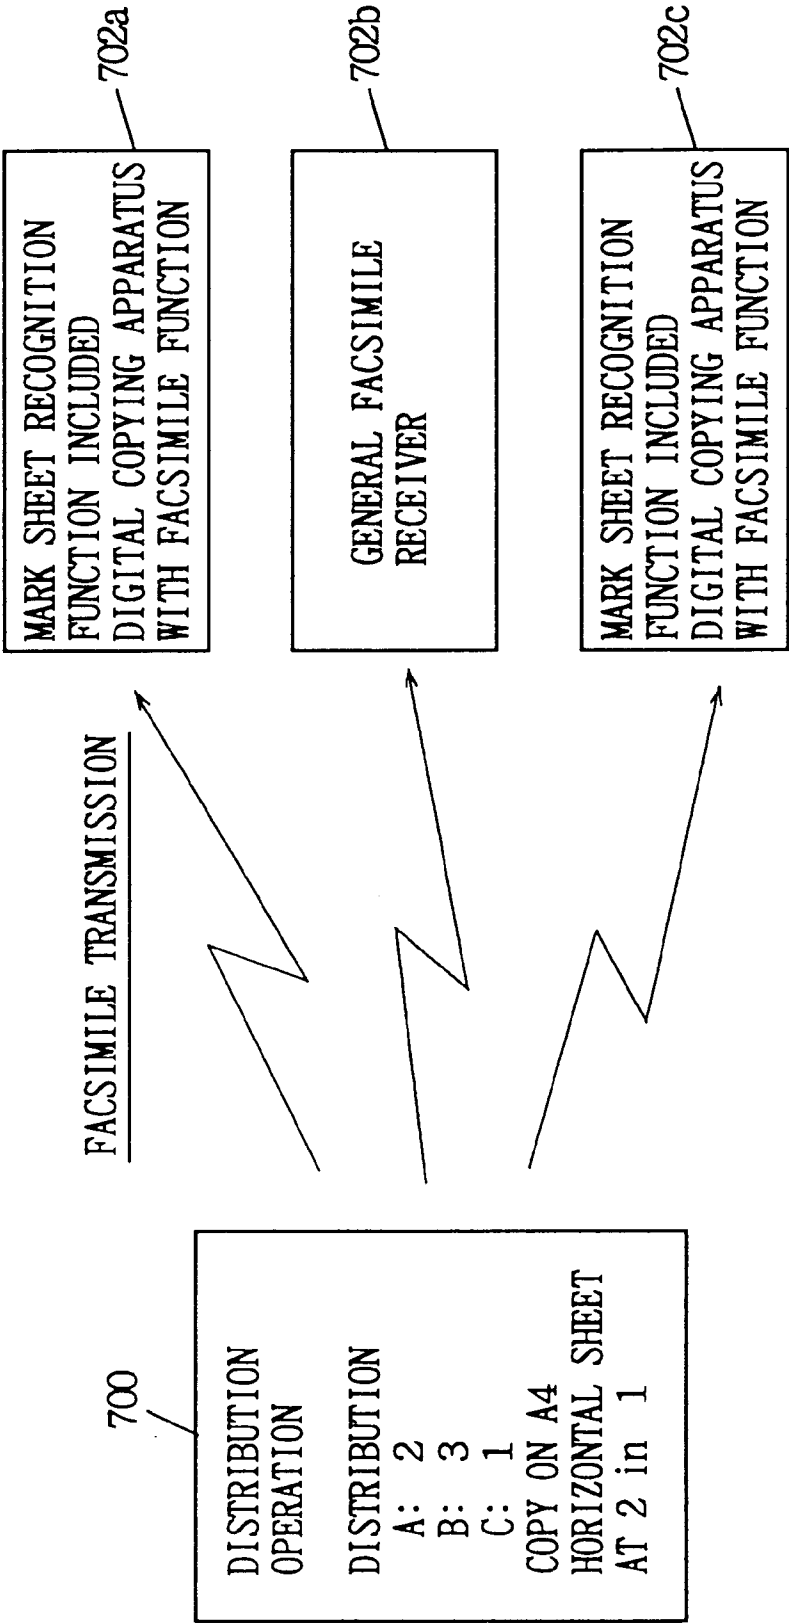 700
DISTRIBUTION
OPERATION
DISTRIBUTION
A: 2
B: 3
C: 1
COPY ON A4
HORIZONTAL SHEET
AT 2 in 1
FACSIMILE TRANSMISSION
MARK SHEET RECOGNITION
FUNCTION INCLUDED
DIGITAL COPYING APPARATUS
WITH FACSIMILE FUNCTION
702a
GENERAL FACSIMILE
RECEIVER
702b
MARK SHEET RECOGNITION
FUNCTION INCLUDED
DIGITAL COPYING APPARATUS
WITH FACSIMILE FUNCTION
702c